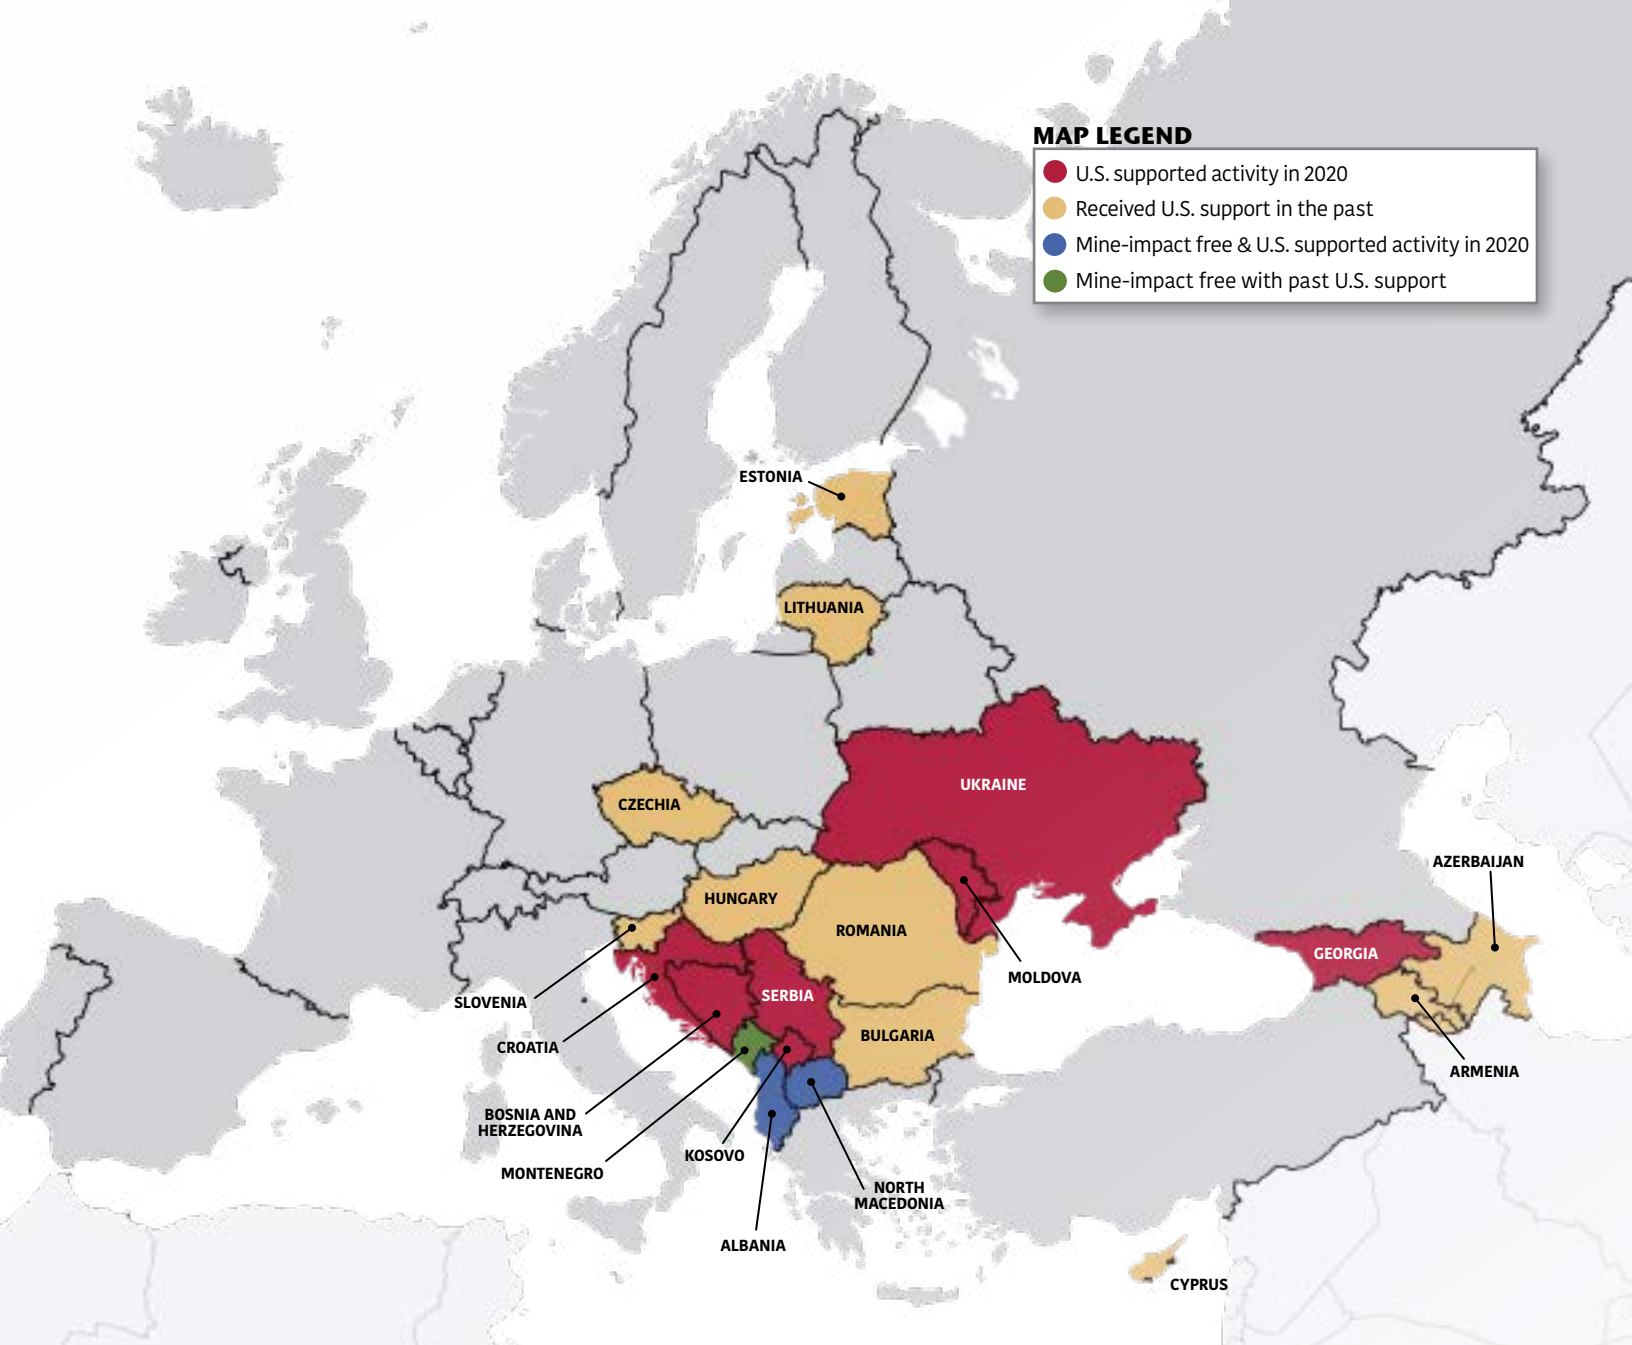 MAP LEGEND
U.S. supported activity in 2020
Received U.S. support in the past
Mine-impact free & U.S. supported activity in 2020
Mine-impact free with past U.S. support
ESTONIA
LITHUANIA
UKRAINE
CZECHIA
AZERBAIJAN
HUNGARY
ROMANIA
GEORGIA
MOLDOVA
SLOVENIA
SERBIA
BULGARIA
CROATIA
ARMENIA
BOSNIA AND
HERZEGOVINA
KOSOVO
MONTENEGRO
NORTH
MACEDONIA
ALBANIA
CYPRUS